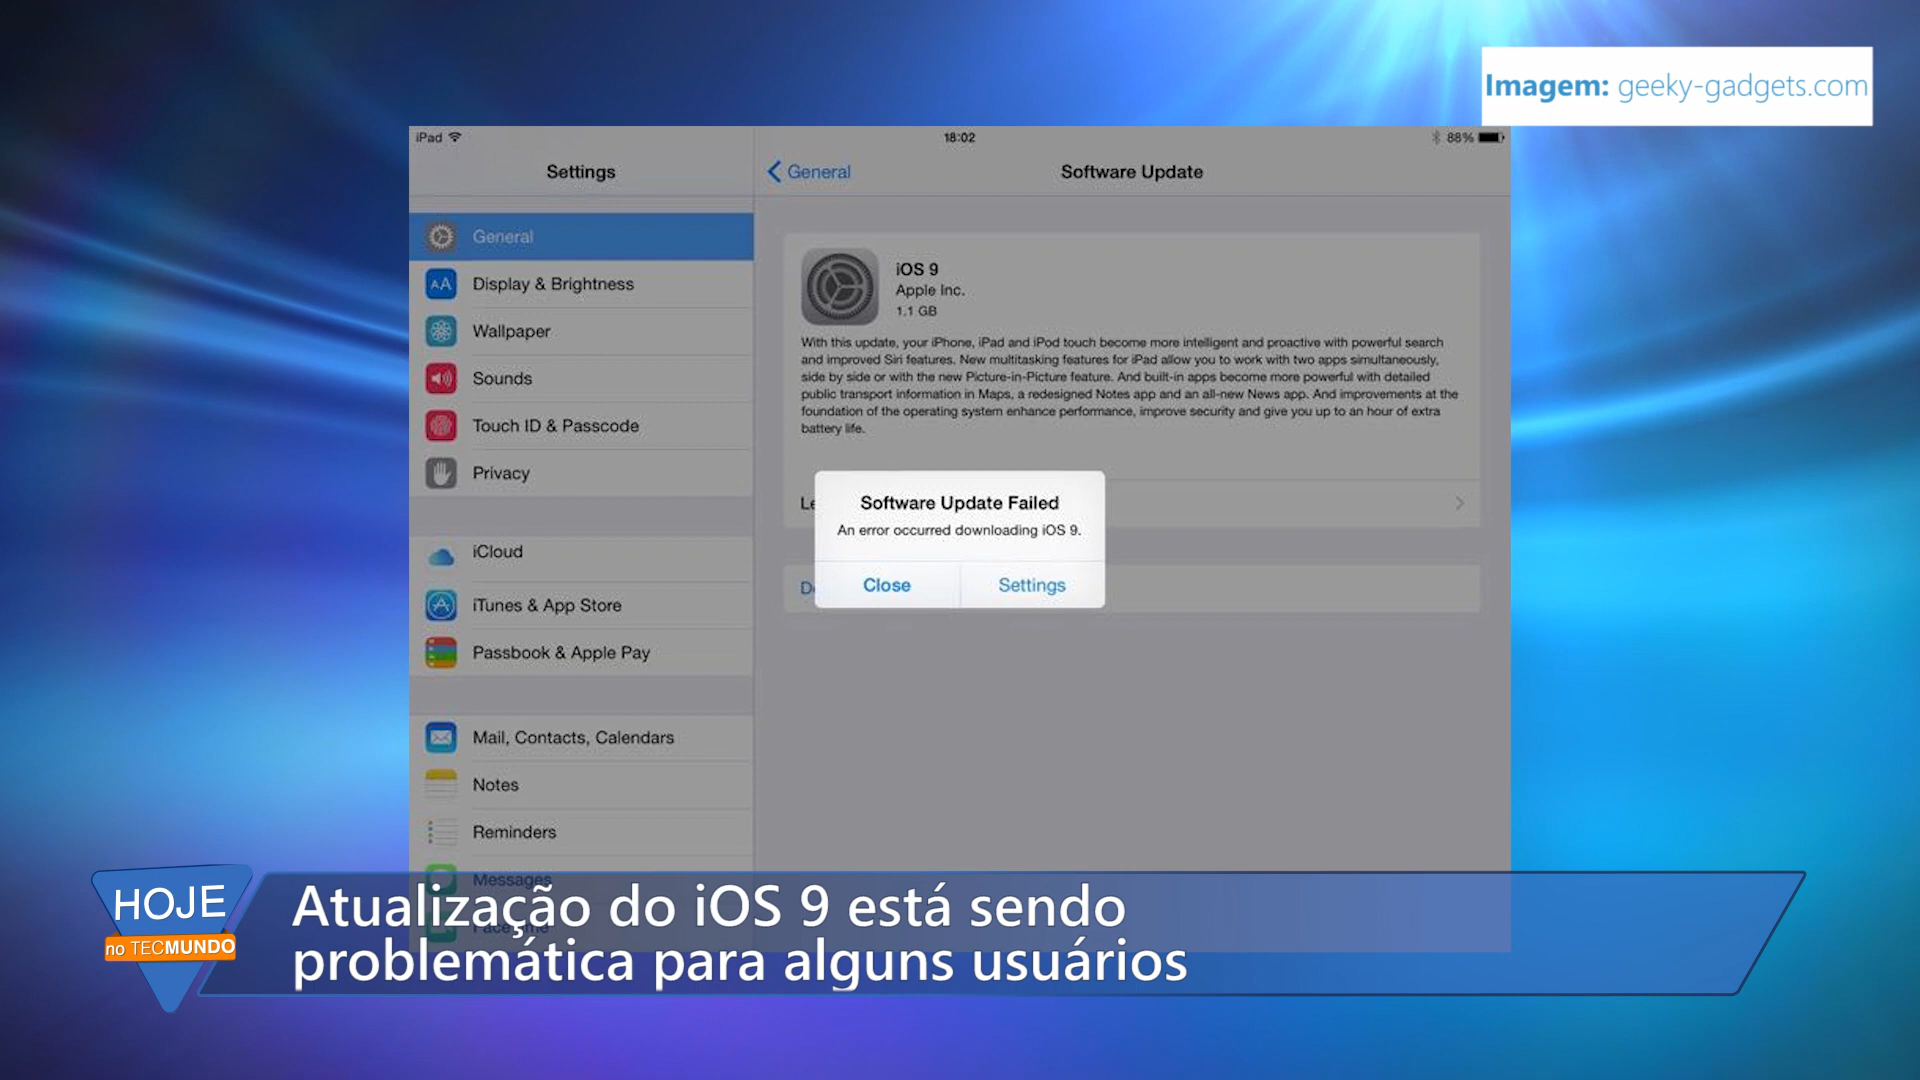 Imagem: geeky-gadgets.com
iPad
18:02
88%
Settings
General
Software Update
General
Display & Brightness
Wallpaper
Sounds
Touch ID & Passcode
Privacy
iCloud
iTunes & App Store
Passbook & Apple Pay
Mail, Contacts, Calendars
Notes
Reminders
Messages
iOS 9
Apple Inc.
1.1 GB
With this update, your iPhone, iPad and iPod touch become more intelligent and proactive with powerful search
and improved Siri features. New multitasking features for iPad allow you to work with two apps simultaneously,
side by side or with the new Picture-in-Picture feature. And built-in apps become more powerful with detailed
public transport information in Maps, a redesigned Notes app and an all-new News app. And improvements at the
foundation of the operating system enhance performance, improve security and give you up to an hour of extra
battery life.
Software Update Failed
An error occurred downloading iOS 9.
Close
Settings
HOJE
no TECMUNDO
Atualização do iOS 9 está sendo
problemática para alguns usuários